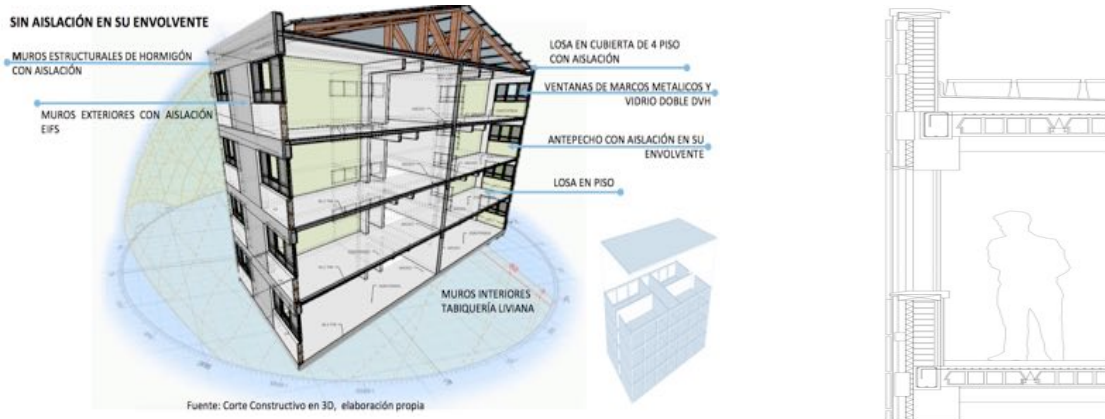 SIN AISLACIÓN EN SU ENVOLVENTE
MUROS ESTRUCTURALES DE HORMIGÓN
CON AISLACIÓN
MUROS EXTERIORES CON AISLACIÓN
EIFS
LOSA EN CUBIERTA DE 4 PISO
CON AISLACIÓN
VENTANAS DE MARCOS METALICOS Y
VIDRIO DOBLE DVH
ANTEPECHO CON AISLACIÓN EN SU
ENVOLVENTE
LOSA EN PISO
MUROS INTERIORES
TABIQUERÍA LIVIANA
Fuente: Corte Constructivo en 3D, elaboración propia